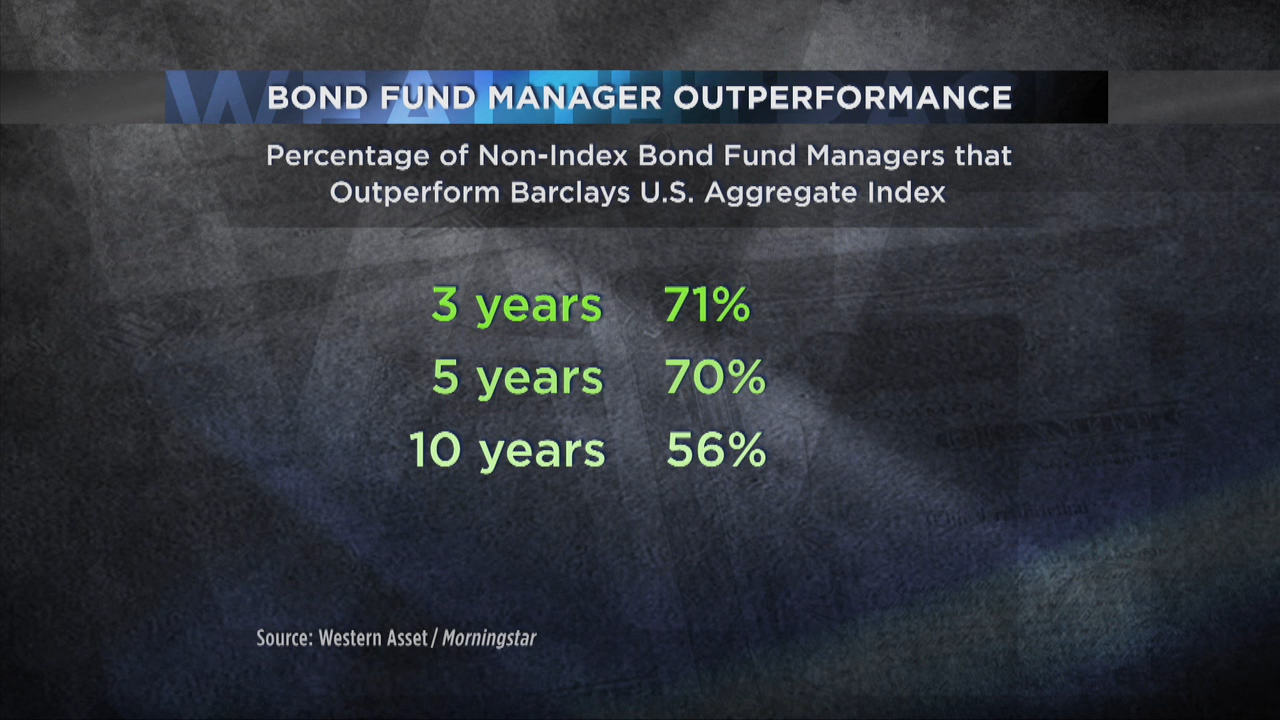 BOND FUND MANAGER OUTPERFORMANCE
Percentage of Non-Index Bond Fund Managers that
Outperform Barclays U.S. Aggregate Index
3 years 71%
5 years 70%
10 years 56%
Source: Western Asset / Morningstar